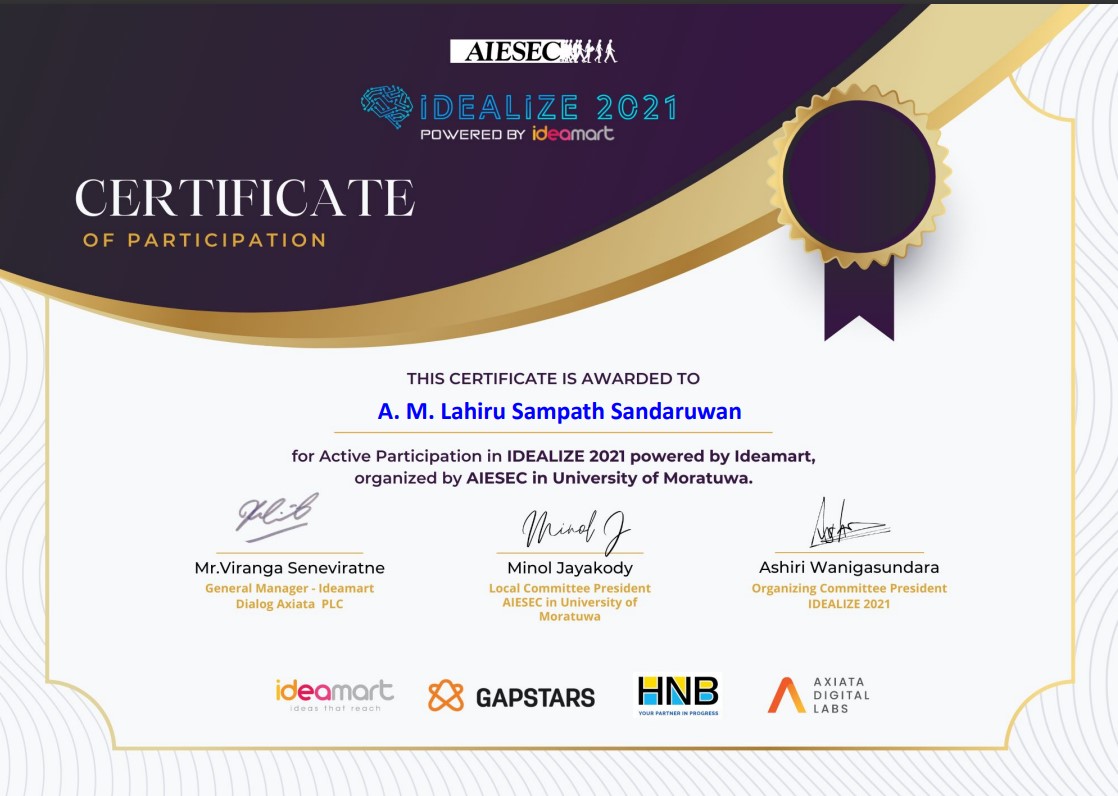 AIESEC
iDEALiZE 2021
POWERED BY ideamart
CERTIFICATE
OF PARTICIPATION
THIS CERTIFICATE IS AWARDED TO
A. M. Lahiru Sampath Sandaruwan
for Active Participation in IDEALIZE 2021 powered by Ideamart,
organized by AIESEC in University of Moratuwa.
Minol J
Mr.Viranga Seneviratne
General Manager - Ideamart
Dialog Axiata PLC
Minol Jayakody
Local Committee President
AIESEC in University of
Moratuwa
Ashiri Wanigasundara
Organizing Committee President
IDEALIZE 2021
ideamart
ideas that reach
GAPSTARS
HNB
YOUR PARTNER IN PROGRESS
AXIATA
DIGITAL
LABS